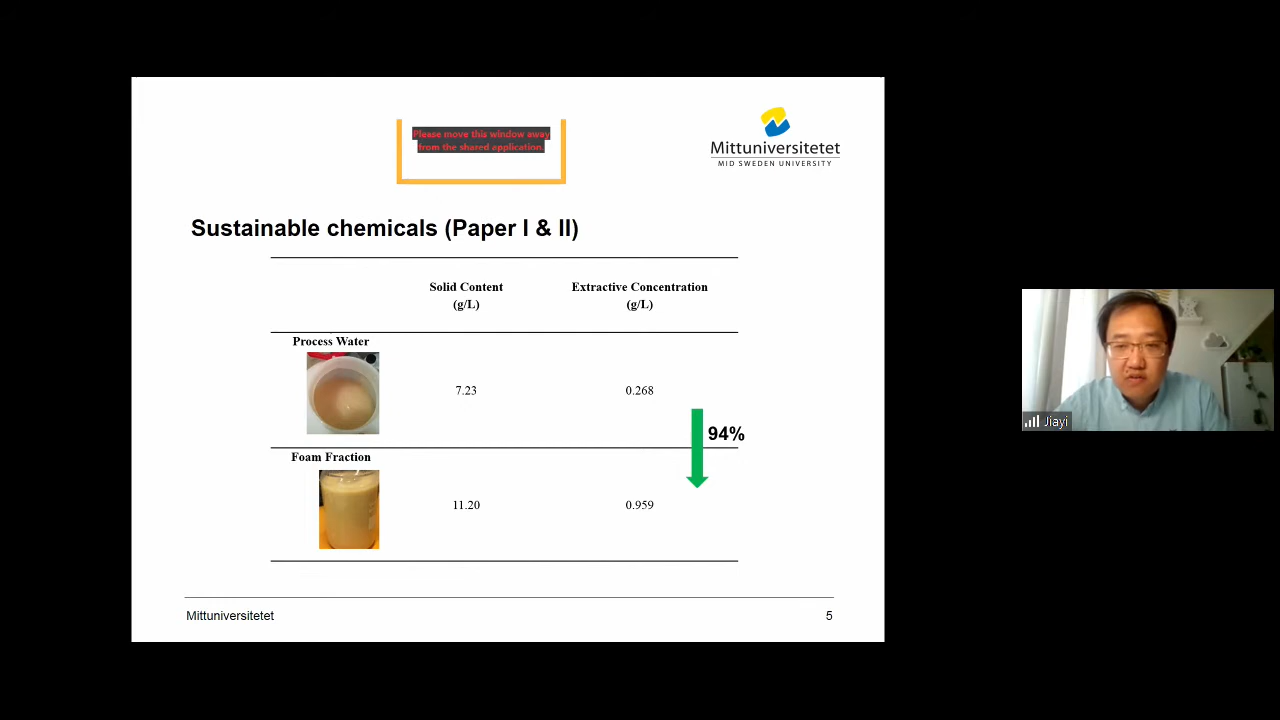 Please move this window away
from the shared application.
Mittuniversitetet
MID SWEDEN UNIVERSITY
Sustainable chemicals (Paper I & II)
Solid Content
(g/L)
Extractive Concentration
(g/L)
Process Water
7.23
0.268
94%
Foam Fraction
11.20
0.959
Mittuniversitetet
5
Jiayi